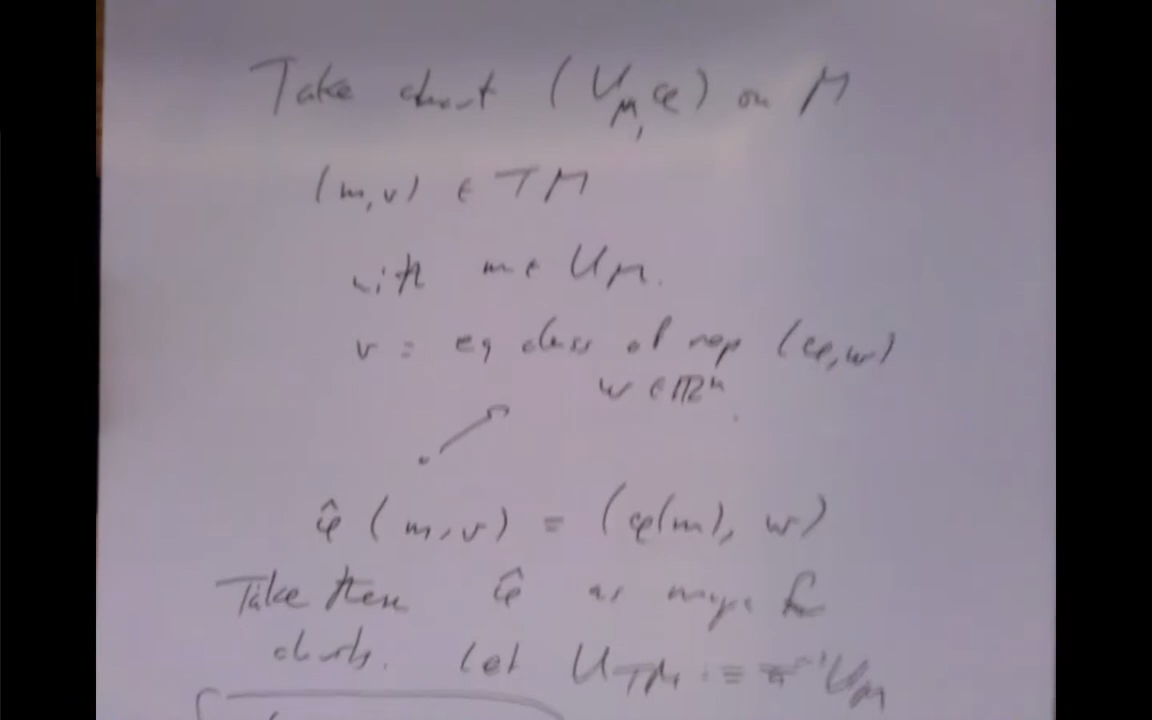 Take chart (U_M, φ) on M
(m,v) ∈ TM
with m ∈ U_M.
v = eq class of rep (φ,w)
w ∈ ℝⁿ.
φ̂(m,v) = (φ(m), w)
Take these φ̂ as maps for
charts. Let U_TM := π⁻¹U_M